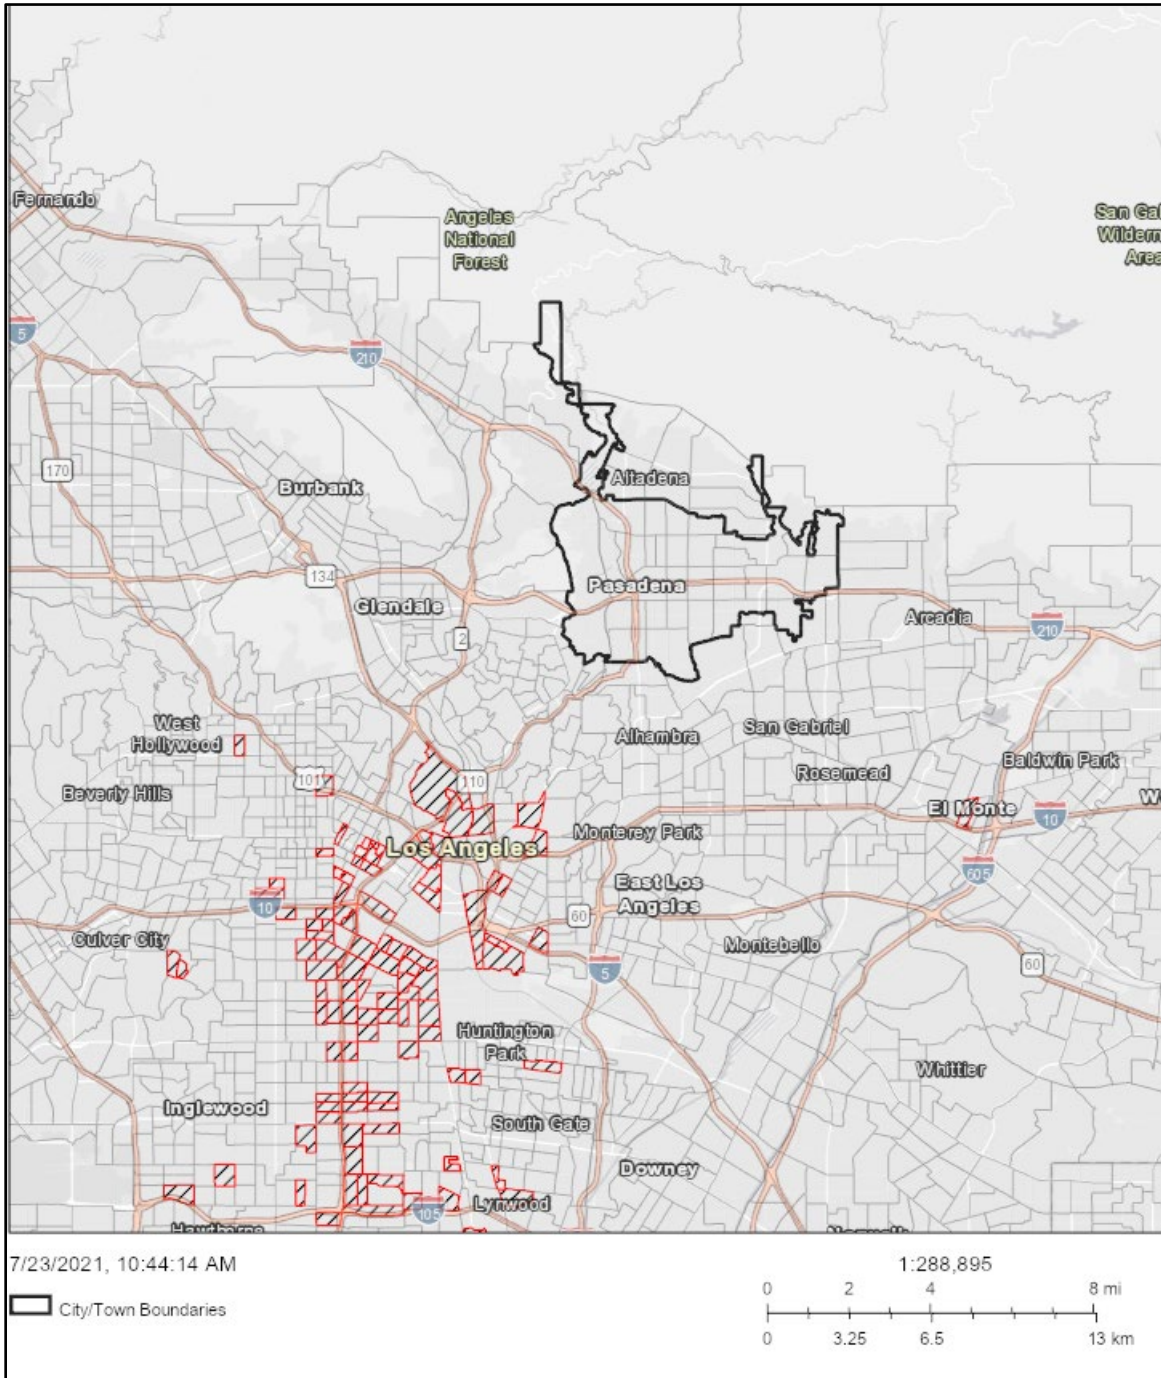 Fernando
Angeles
National
Forest
San Ga
Wildern
Area
5
210
170
Altadena
Burbank
134
Pasadena
Glendale
2
Arcadia
210
West
Hollywood
Alhambra
San Gabriel
101
110
Rosemead
Baldwin Park
Beverly Hills
El Monte
W
10
Los Angeles
Monterey Park
605
East Los
Angeles
10
60
Culver City
Montebello
5
60
Huntington
Park
Whittier
Inglewood
South Gate
Downey
105
Lynwood
Hawthorne
Norwalk
7/23/2021, 10:44:14 AM
1:288,895
0 2 4 8 mi
City/Town Boundaries
0 3.25 6.5 13 km